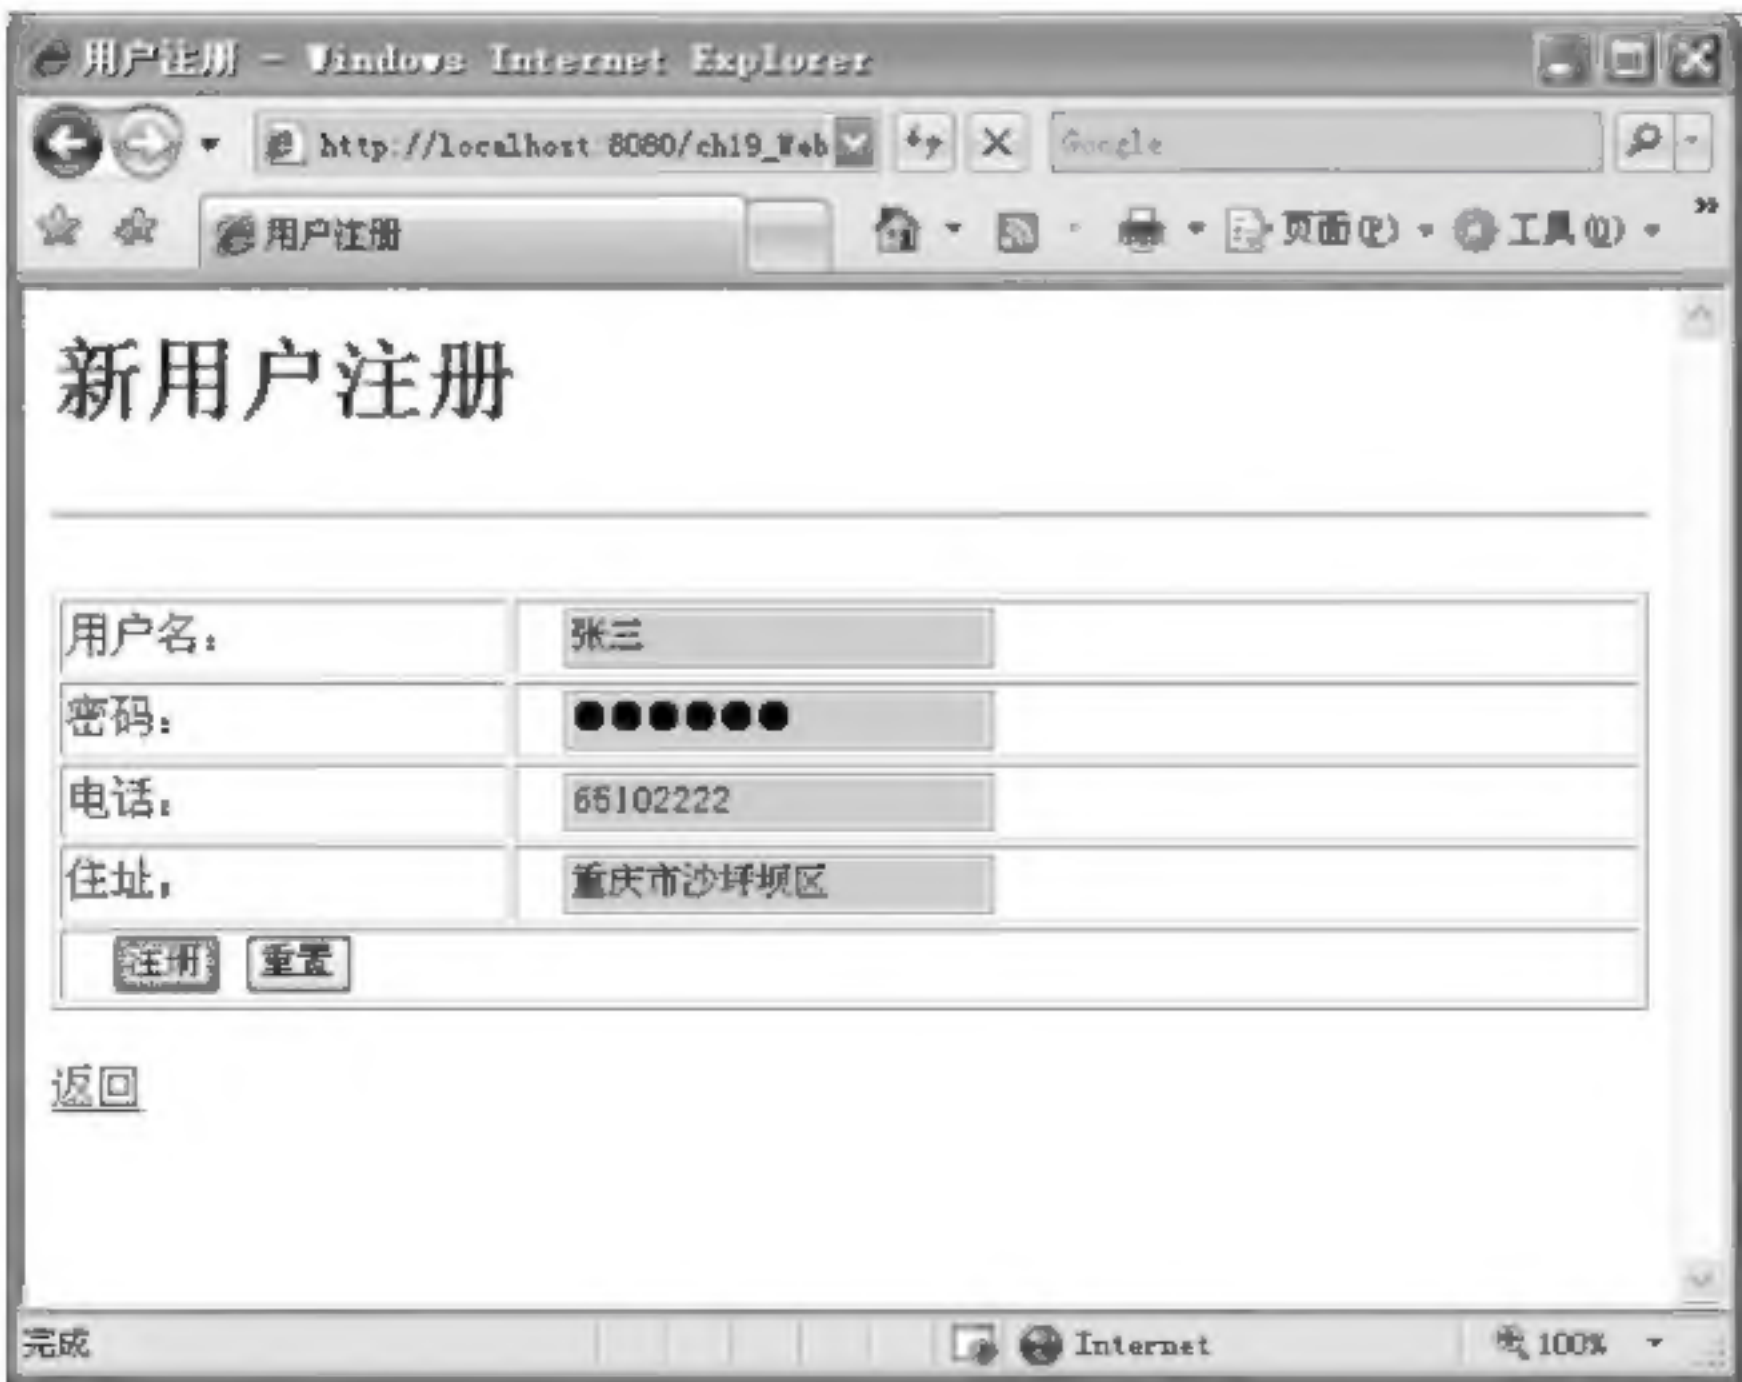 用户注册 - Windows Internet Explorer
http://localhost:8080/ch19_Web
Google
用户注册
页面(P)
工具(O)
»
新用户注册
用户名:
张三
密码:
●●●●●●
电话:
65102222
住址:
重庆市沙坪坝区
注册
重置
返回
完成
Internet
100%